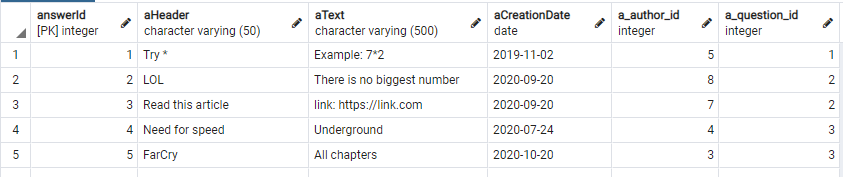 answerId aHeader aText aCreationDate a_author_id a_question_id
[PK] integer character varying (50) character varying (500) date integer integer
1 1 Try * Example: 7*2 2019-11-02 5 1
2 2 LOL There is no biggest number 2020-09-20 8 2
3 3 Read this article link: https://link.com 2020-09-20 7 2
4 4 Need for speed Underground 2020-07-24 4 3
5 5 FarCry All chapters 2020-10-20 3 3